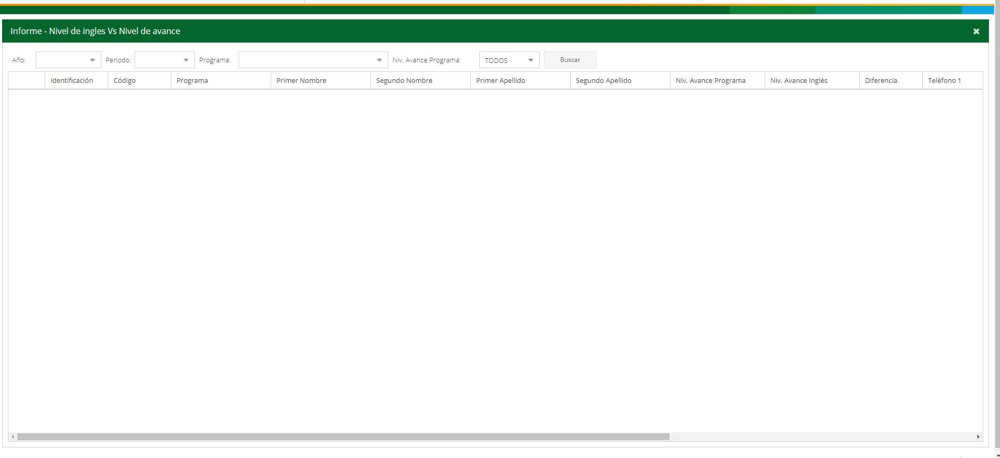 Informe - Nivel de ingles Vs Nivel de avance
Año: Periodo: Programa: Niv. Avance Programa: TODOS Buscar
Identificación Código Programa Primer Nombre Segundo Nombre Primer Apellido Segundo Apellido Niv. Avance Programa Niv. Avance Inglés Diferencia Teléfono 1